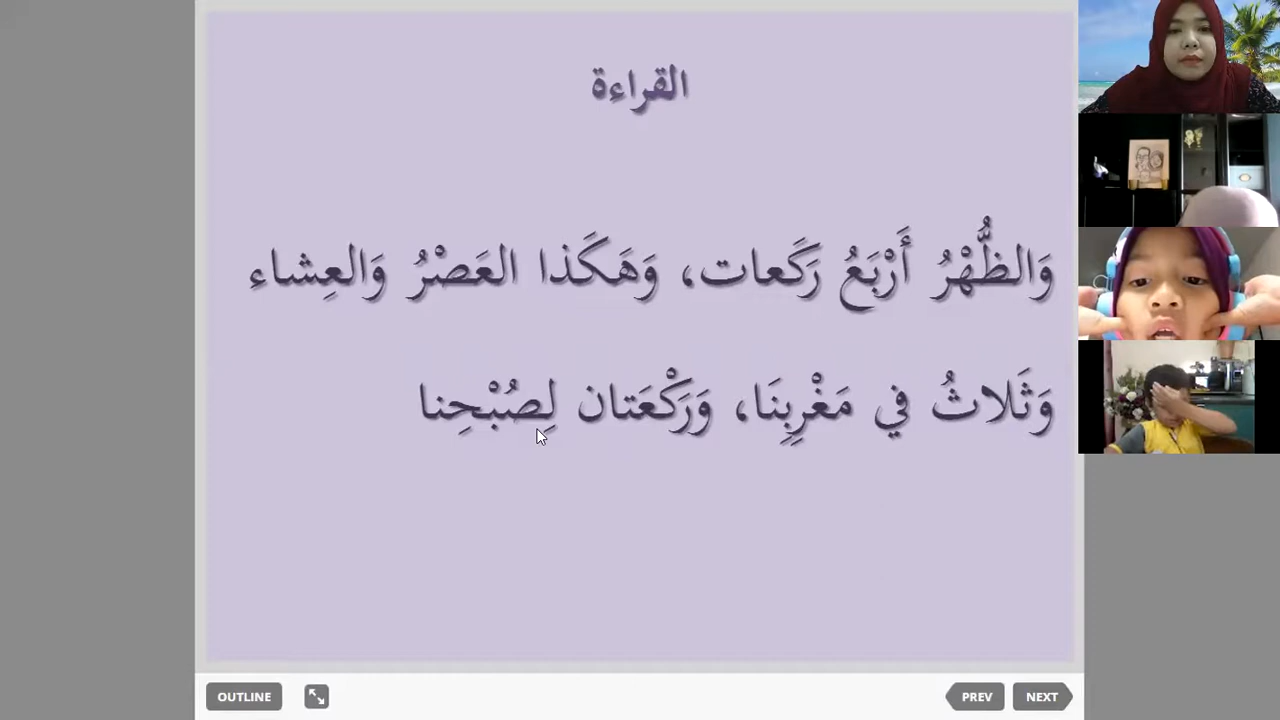 القراءة
وَالظُّهْرُ أَرْبَعُ رَكَعات، وَهَكَذا العَصْرُ وَالعِشاء
وَثَلاثُ في مَغْرِبِنَا، وَرَكْعَتان لِصُبْحِنا
OUTLINE
PREV
NEXT